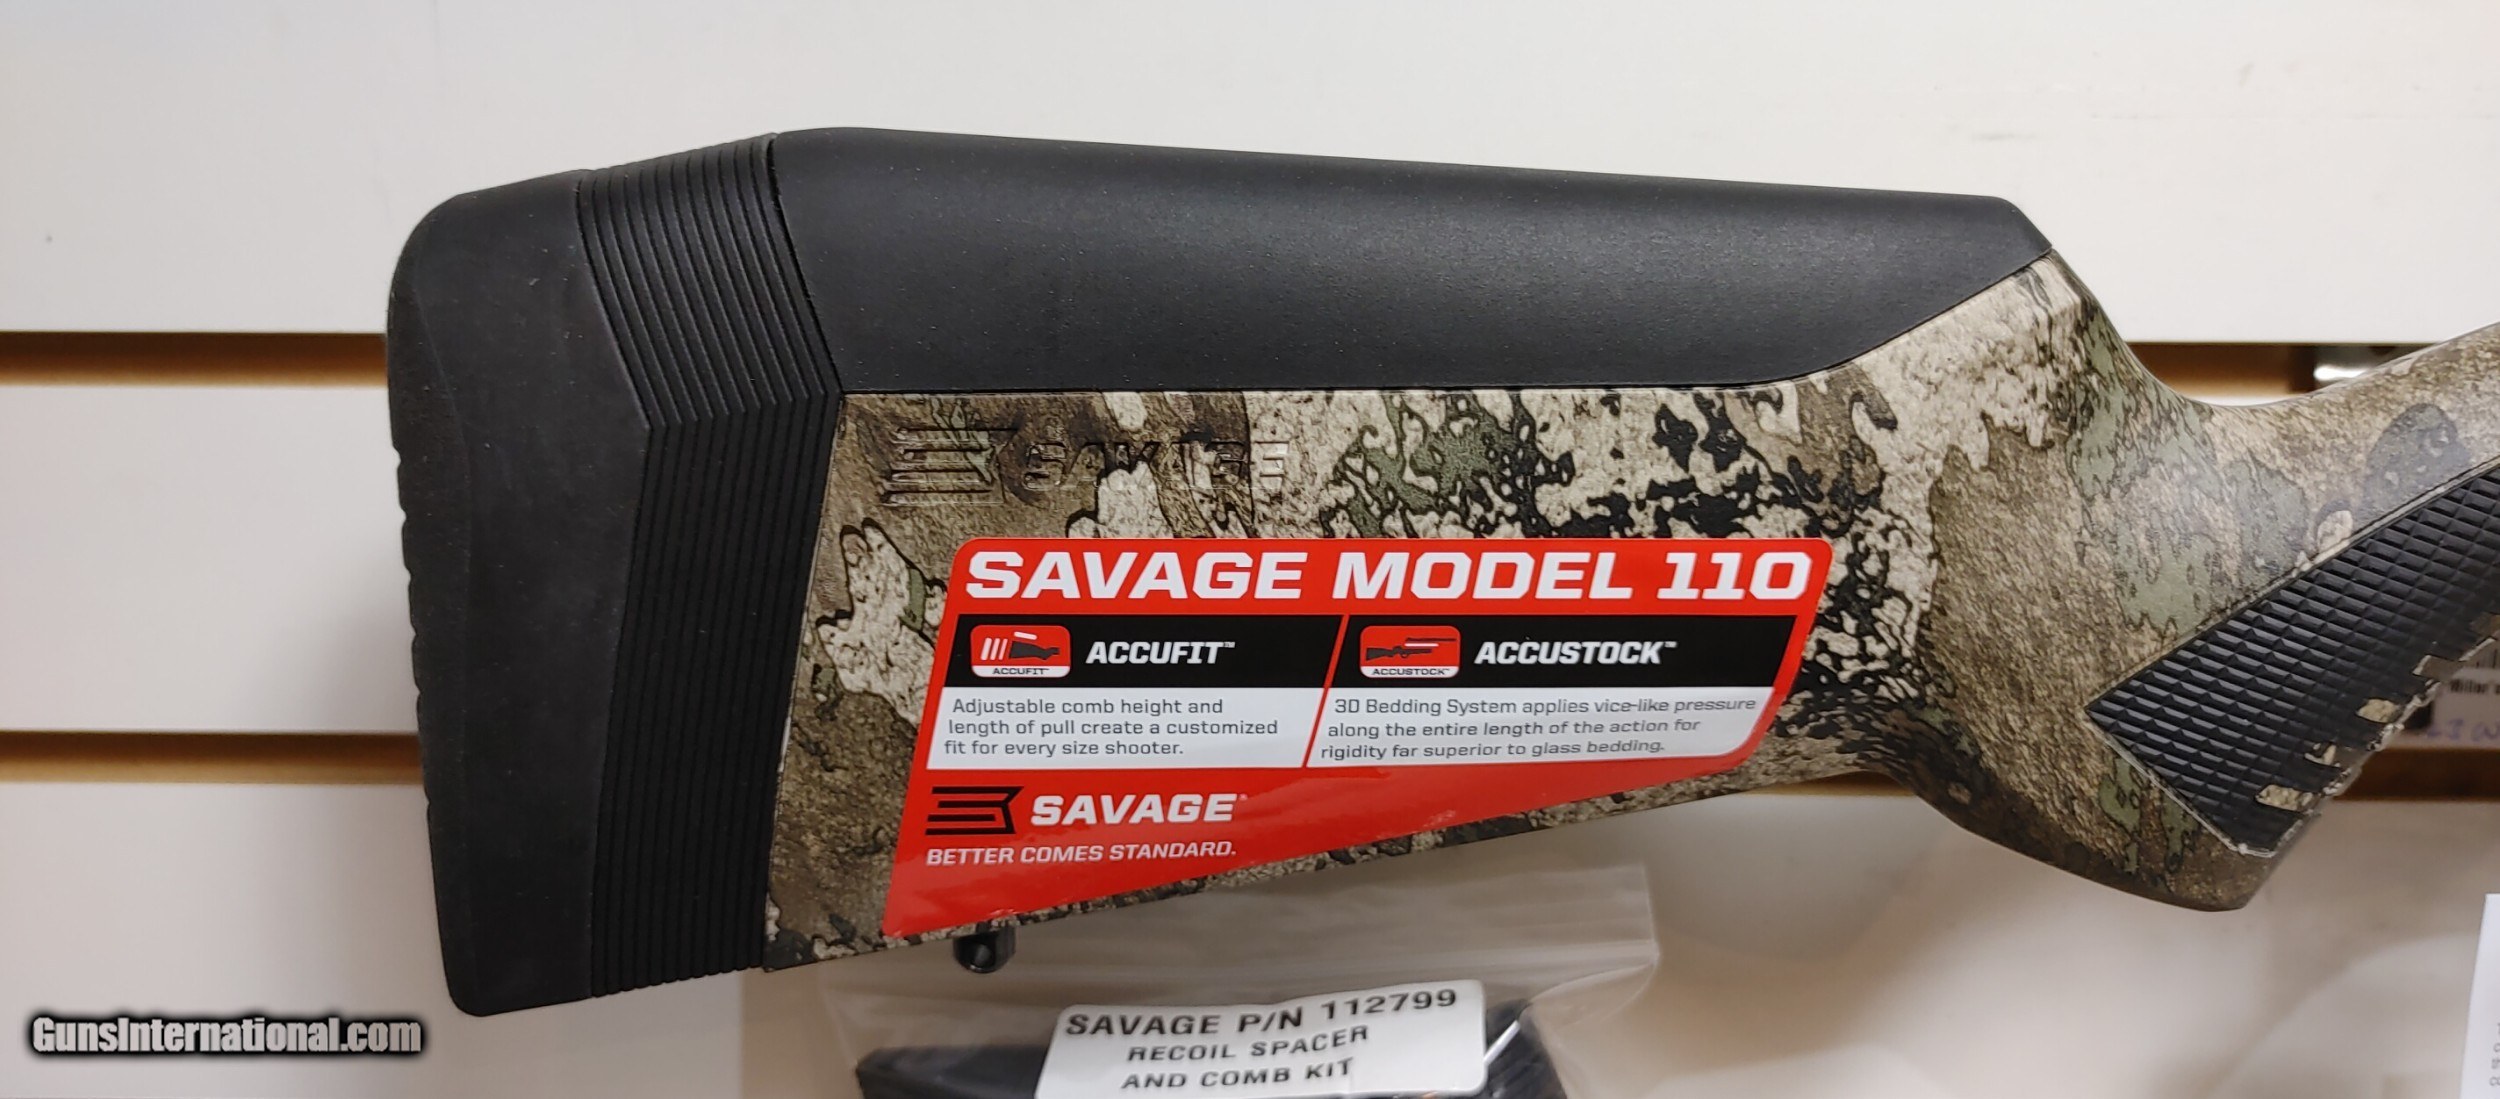 SAVAGE
SAVAGE MODEL 110
ACCUFIT™
ACCUFIT™
ACCUSTOCK™
ACCUSTOCK™
Adjustable comb height and
length of pull create a customized
fit for every size shooter.
3D Bedding System applies vice-like pressure
along the entire length of the action for
rigidity far superior to glass bedding.
SAVAGE®
BETTER COMES STANDARD.
SAVAGE P/N 112799
RECOIL SPACER
AND COMB KIT
GunsInternational.com